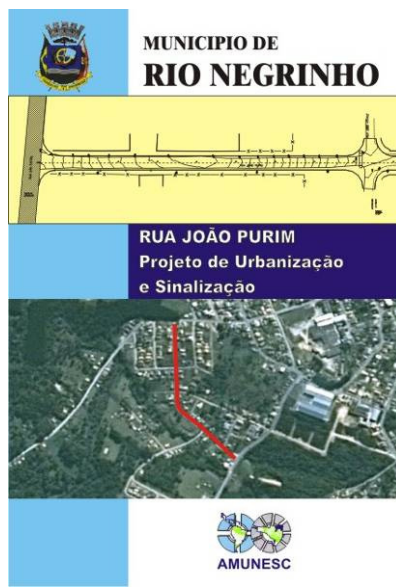 MUNICIPIO DE
RIO NEGRINHO
RUA JOÃO PURIM
Projeto de Urbanização
e Sinalização
AMUNESC